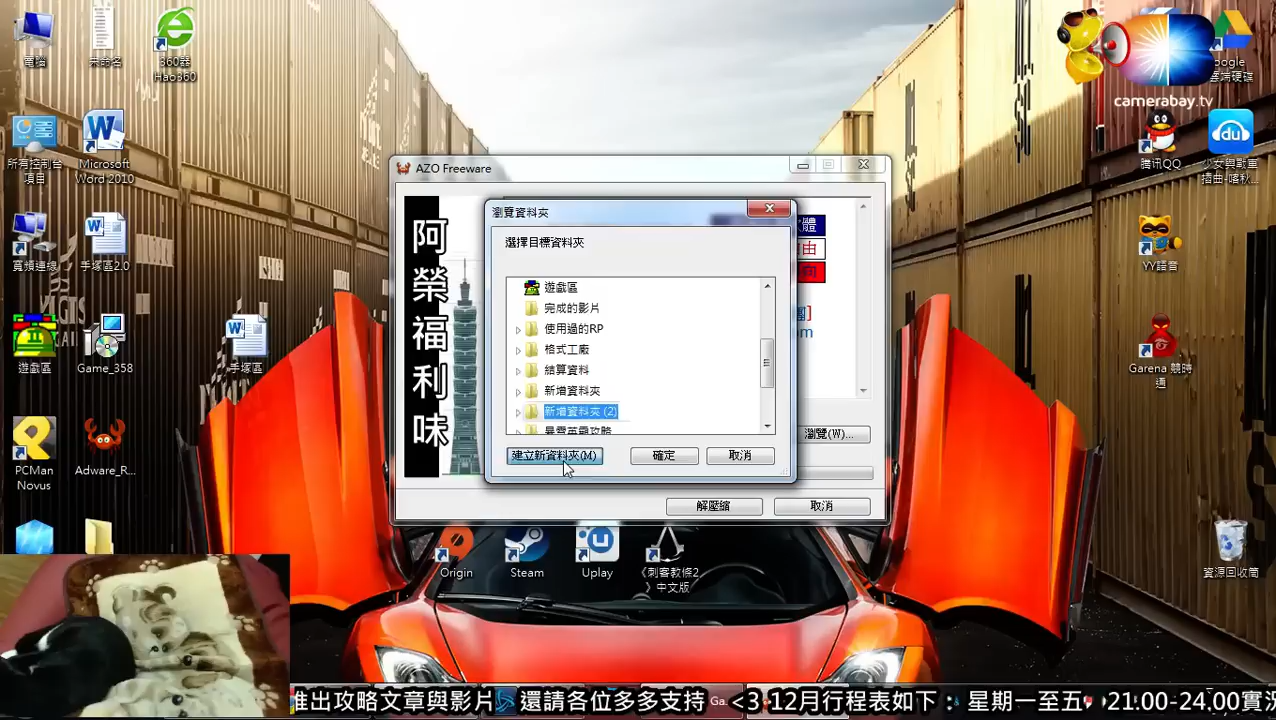 電腦
未命名
360器
Hao360
所有控制台
項目
Microsoft
Word 2010
寬頻連線
手塚區2.0
遊戲區
Game_358
手塚區
PCMan
Novus
Adware_R...
AZO Freeware
阿榮福利味
瀏覽資料夾
選擇目標資料夾
遊戲區
完成的影片
使用過的RP
格式工廠
結算資料
新增資料夾
新增資料夾 (2)
建立新資料夾(M)
確定
取消
瀏覽(W)...
解壓縮
取消
Origin
Steam
Uplay
《刺客教條2
》中文版
camerabay.tv
騰訊QQ
YY語音
Garena 競時
通
資源回收筒
推出攻略文章與影片
還請各位多多支持
<3 12月行程表如下：
星期一至五
21:00-24:00實況